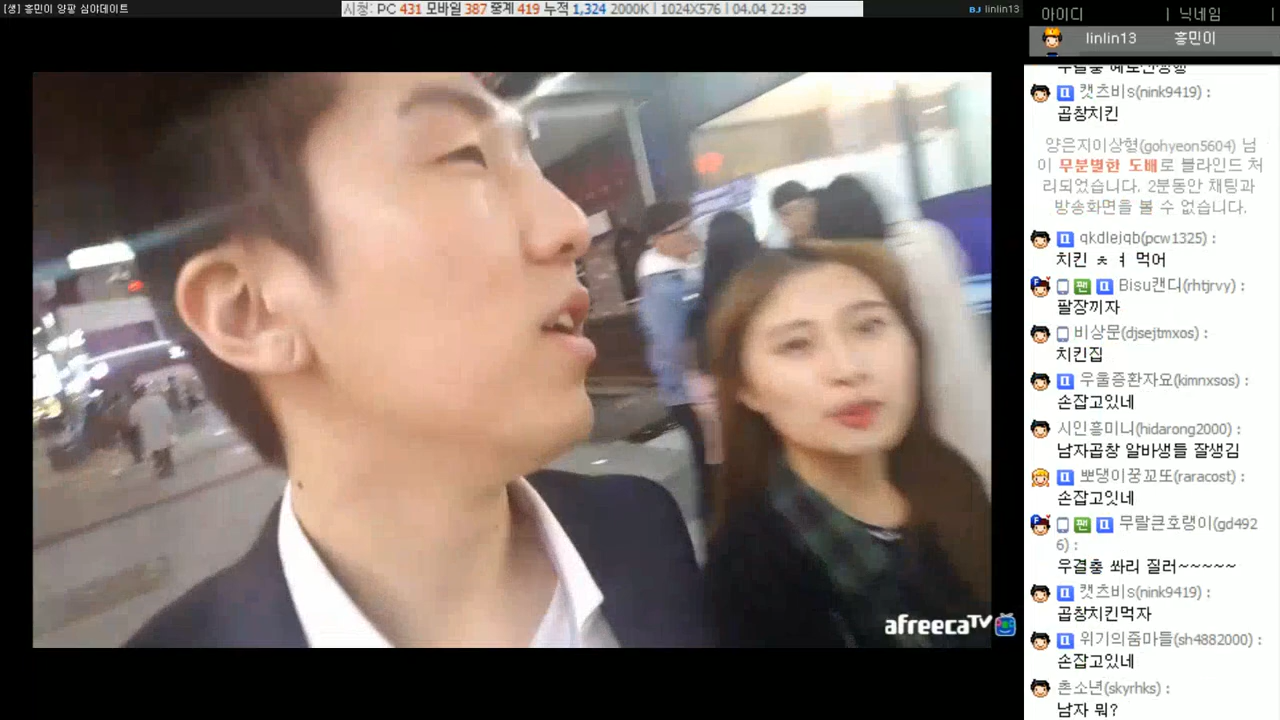 [생] 흥민이 양팡 심야데이트
시청: PC 431 모바일 387 중계 419 누적 1,324 2000K | 1024X576 | 04.04 22:39
BJ linlin13
아이디 | 닉네임 |
linlin13 흥민이
캣츠비s(nink9419) :
곱창치킨
양은지이상형(gohyeon5604) 님
이 무분별한 도배로 블라인드 처
리되었습니다. 2분동안 채팅과
방송화면을 볼 수 없습니다.
qkdlejqb(pcw1325) :
치킨 ㅊ ㅕ 먹어
팬 Bisu캔디(rhtjrvy) :
팔장끼자
비상문(djsejtmxos) :
치킨집
우울증환자요(kimnxsos) :
손잡고있네
시인흥미니(hidarong2000) :
남자곱창 알바생들 잘생김
뽀댕이꿍꼬또(raracost) :
손잡고잇네
팬 무랄큰호랭이(gd492
6) :
우결충 쏴리 질러~~~~~
캣츠비s(nink9419) :
곱창치킨먹자
위기의줌마들(sh4882000) :
손잡고있네
촌소년(skyrhks) :
남자 뭐?
afreecaTV